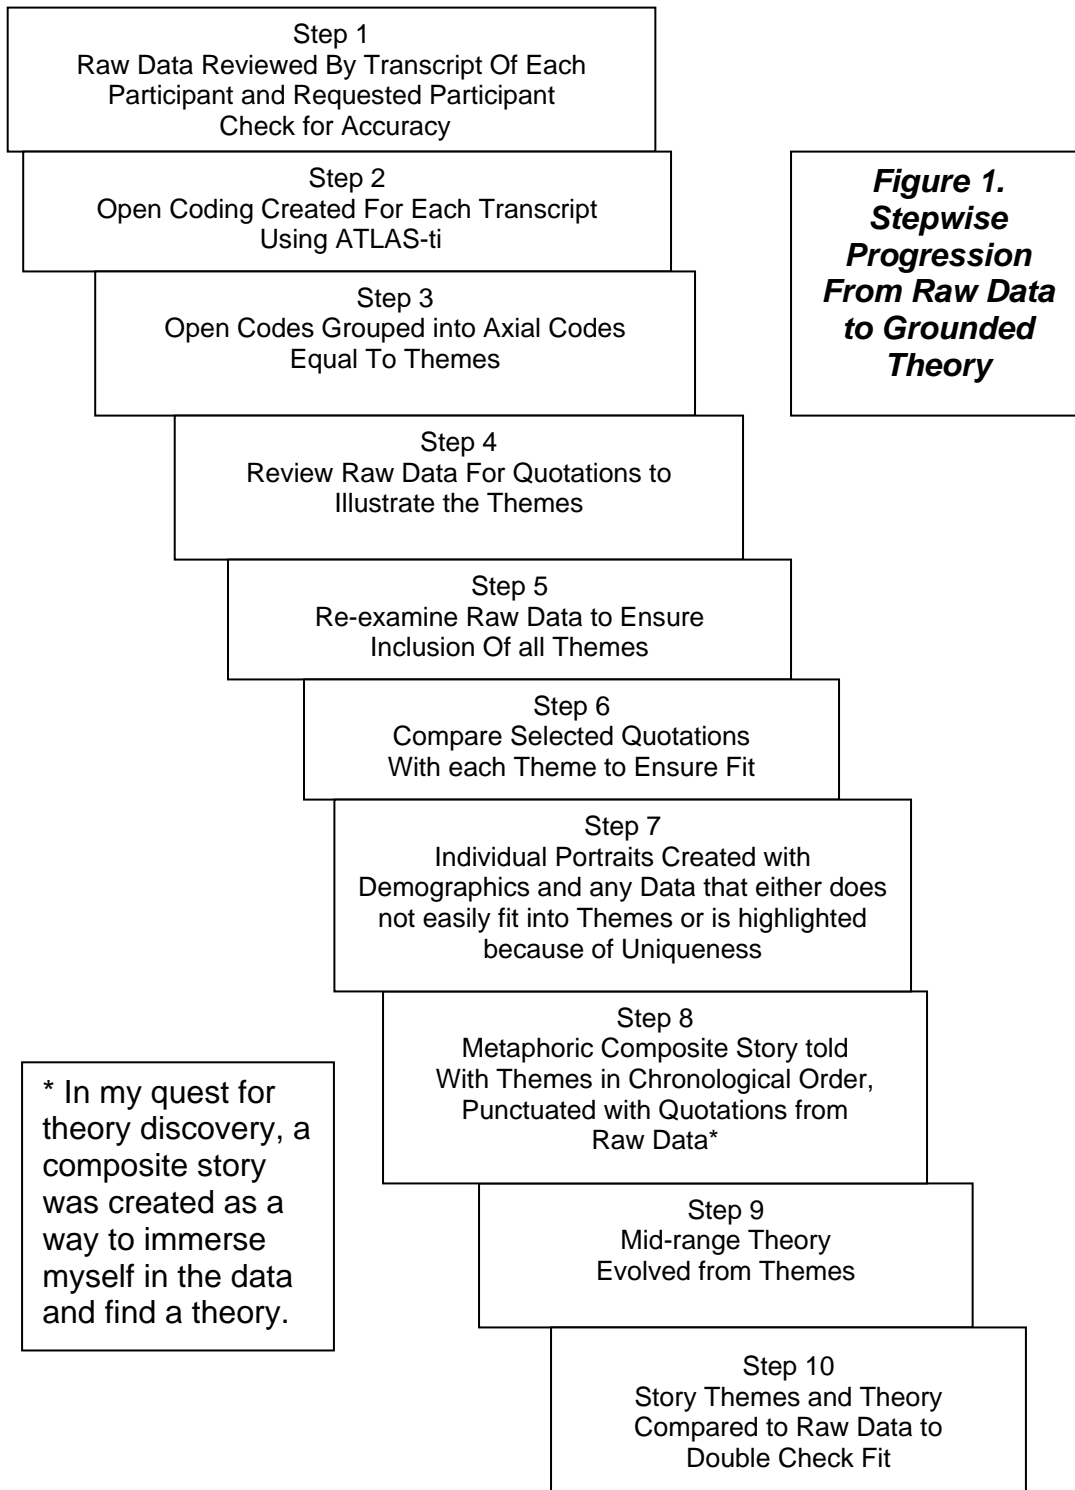 Step 1
Raw Data Reviewed By Transcript Of Each
Participant and Requested Participant
Check for Accuracy
Step 2
Open Coding Created For Each Transcript
Using ATLAS-ti
Figure 1.
Stepwise
Progression
From Raw Data
to Grounded
Theory
Step 3
Open Codes Grouped into Axial Codes
Equal To Themes
Step 4
Review Raw Data For Quotations to
Illustrate the Themes
Step 5
Re-examine Raw Data to Ensure
Inclusion Of all Themes
Step 6
Compare Selected Quotations
With each Theme to Ensure Fit
Step 7
Individual Portraits Created with
Demographics and any Data that either does
not easily fit into Themes or is highlighted
because of Uniqueness
Step 8
Metaphoric Composite Story told
With Themes in Chronological Order,
Punctuated with Quotations from
Raw Data*
* In my quest for
theory discovery, a
composite story
was created as a
way to immerse
myself in the data
and find a theory.
Step 9
Mid-range Theory
Evolved from Themes
Step 10
Story Themes and Theory
Compared to Raw Data to
Double Check Fit